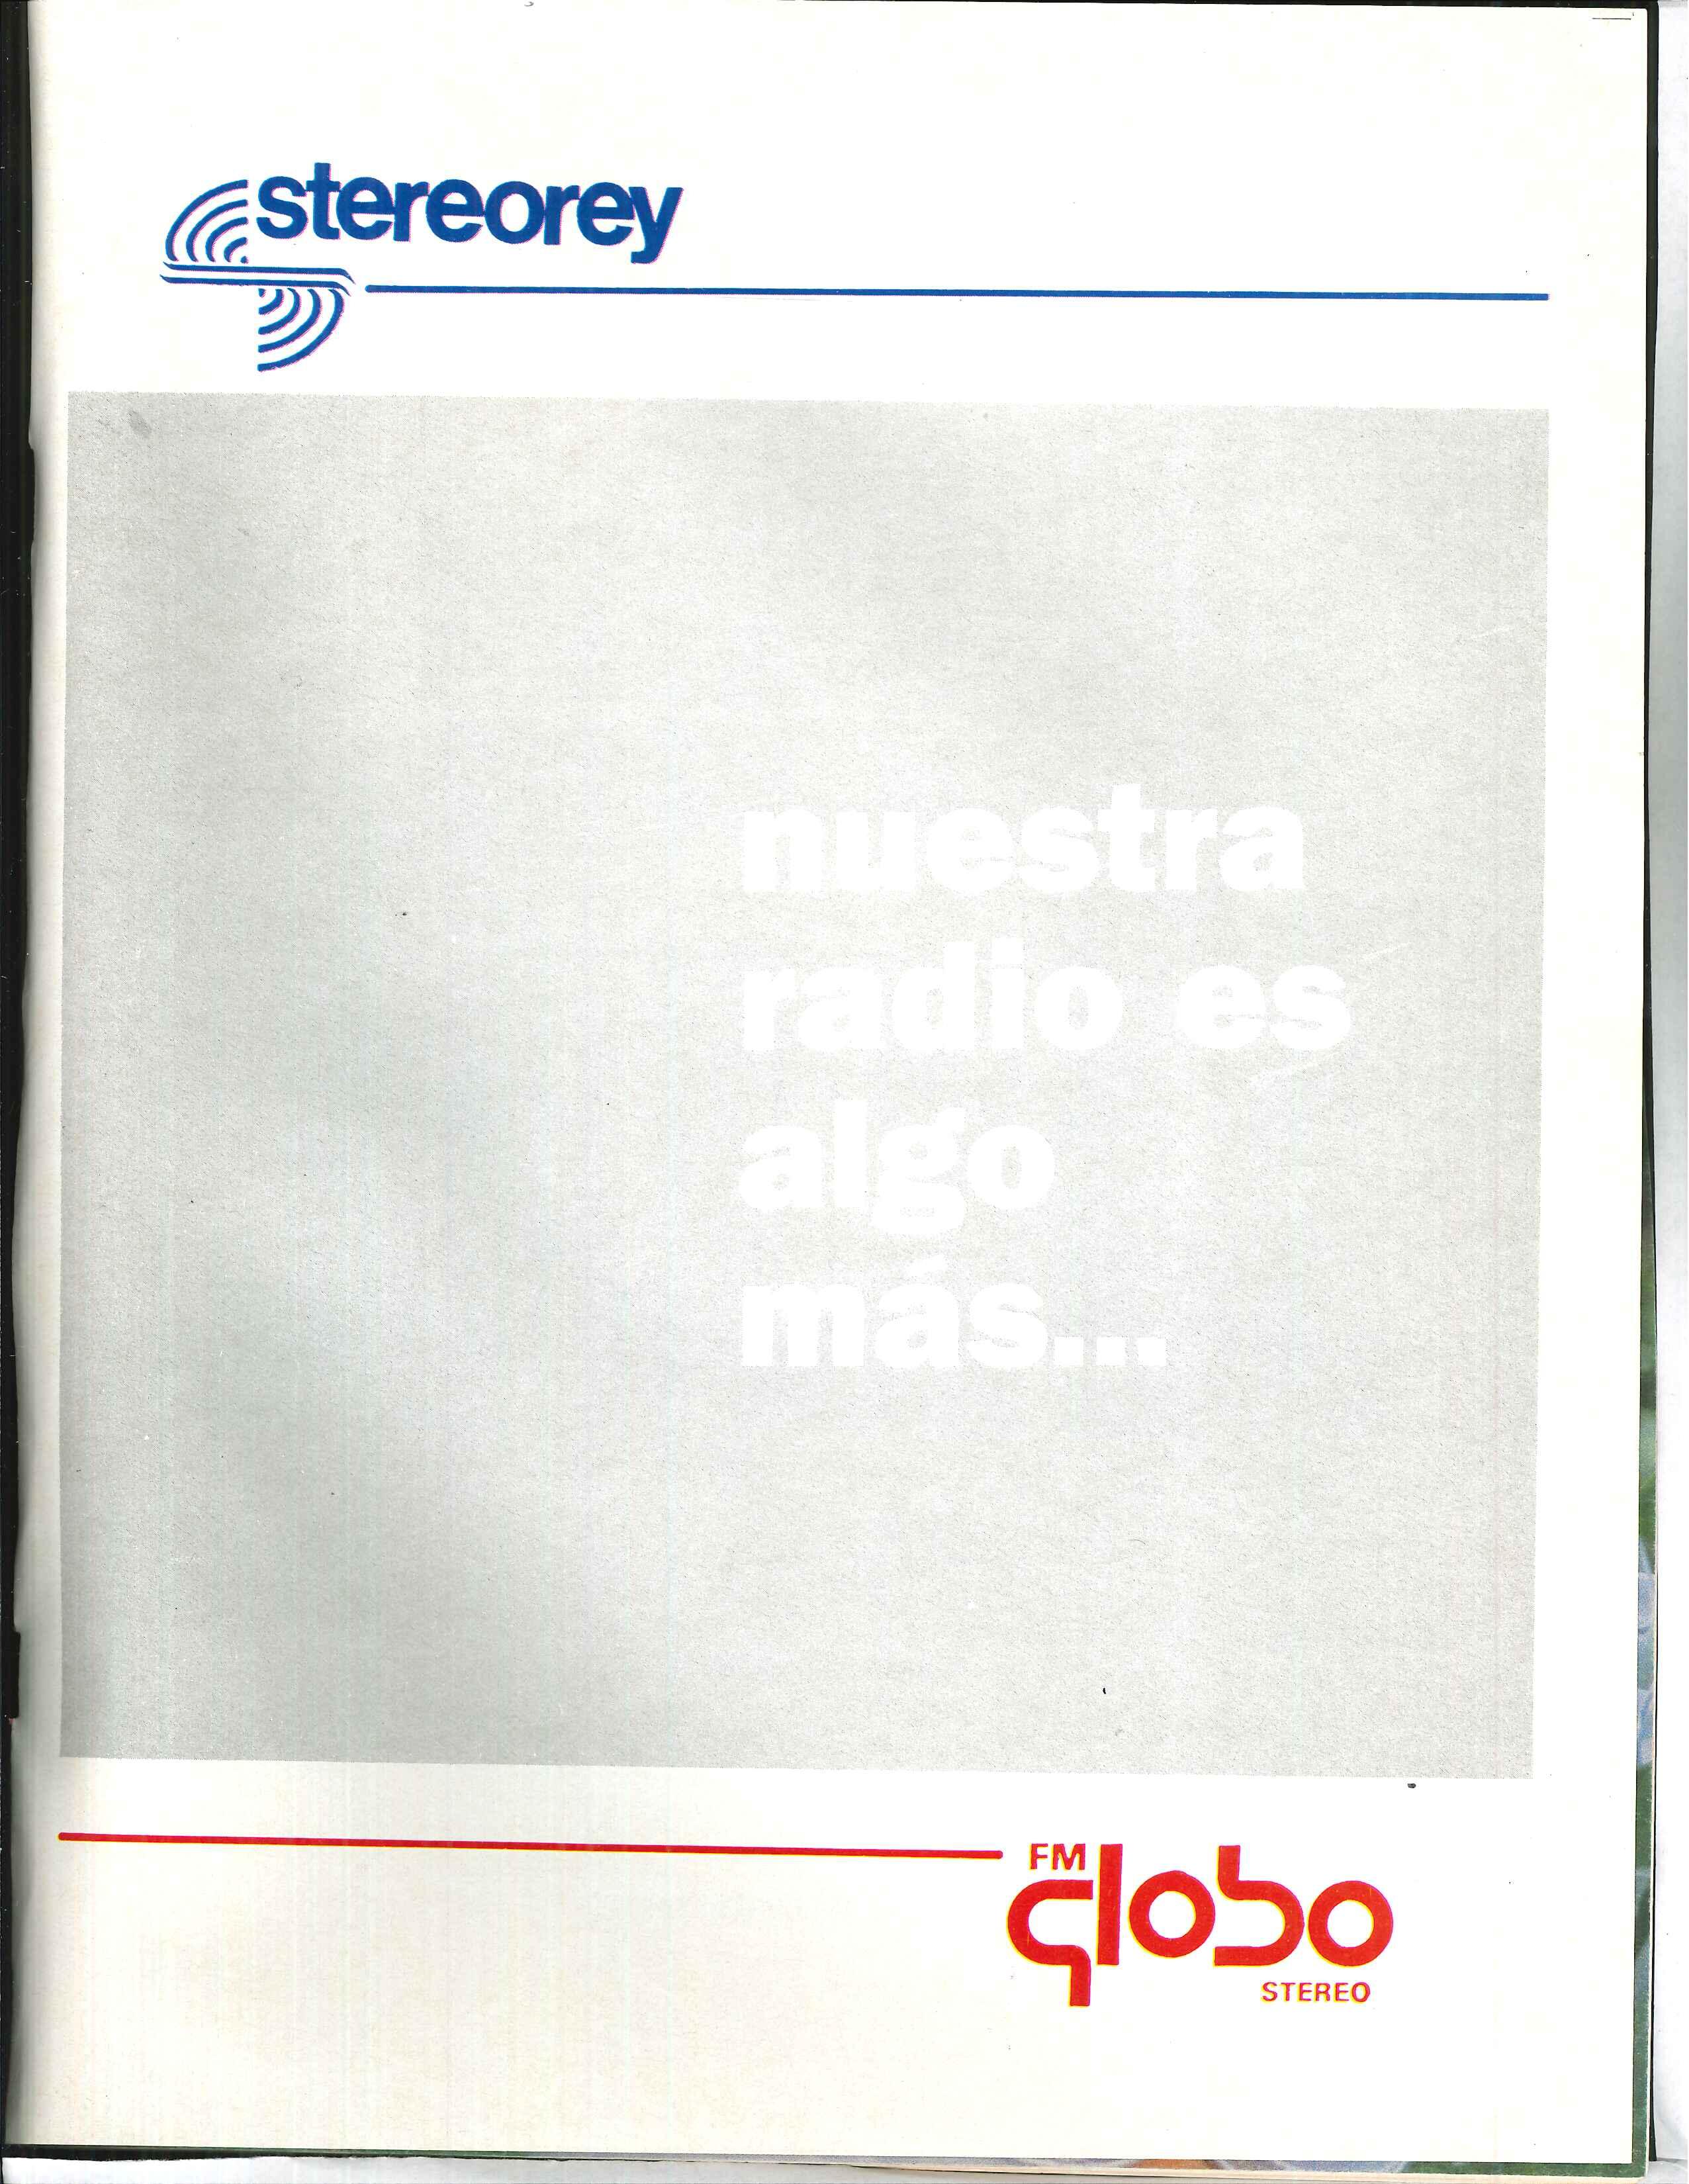 stereorey
nuestra
radio es
algo
más...
FM
globo
STEREO